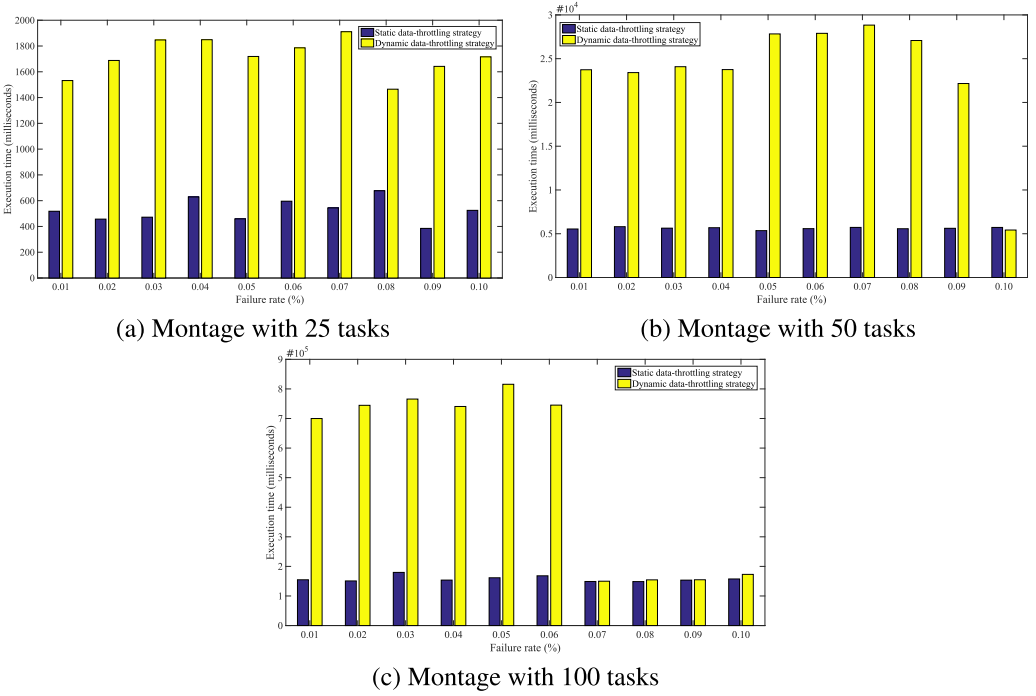 Execution time (milliseconds)
2000
1800
1600
1400
1200
1000
800
600
400
200
0
Static data-throttling strategy
Dynamic data-throttling strategy
0.01 0.02 0.03 0.04 0.05 0.06 0.07 0.08 0.09 0.10
Failure rate (%)
(a) Montage with 25 tasks
#10⁴
Execution time (milliseconds)
3
2.5
2
1.5
1
0.5
0
Static data-throttling strategy
Dynamic data-throttling strategy
0.01 0.02 0.03 0.04 0.05 0.06 0.07 0.08 0.09 0.10
Failure rate (%)
(b) Montage with 50 tasks
#10⁵
Execution time (milliseconds)
9
8
7
6
5
4
3
2
1
0
Static data-throttling strategy
Dynamic data-throttling strategy
0.01 0.02 0.03 0.04 0.05 0.06 0.07 0.08 0.09 0.10
Failure rate (%)
(c) Montage with 100 tasks